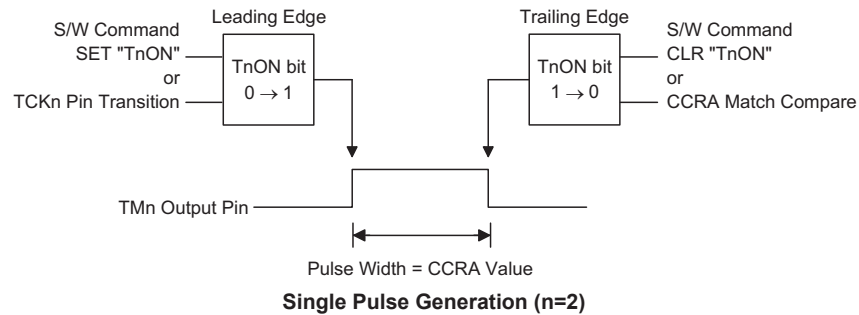 Leading Edge
S/W Command
SET "TnON"
or
TCKn Pin Transition
TnON bit
0 → 1
Trailing Edge
TnON bit
1 → 0
S/W Command
CLR "TnON"
or
CCRA Match Compare
TMn Output Pin
Pulse Width = CCRA Value
Single Pulse Generation (n=2)